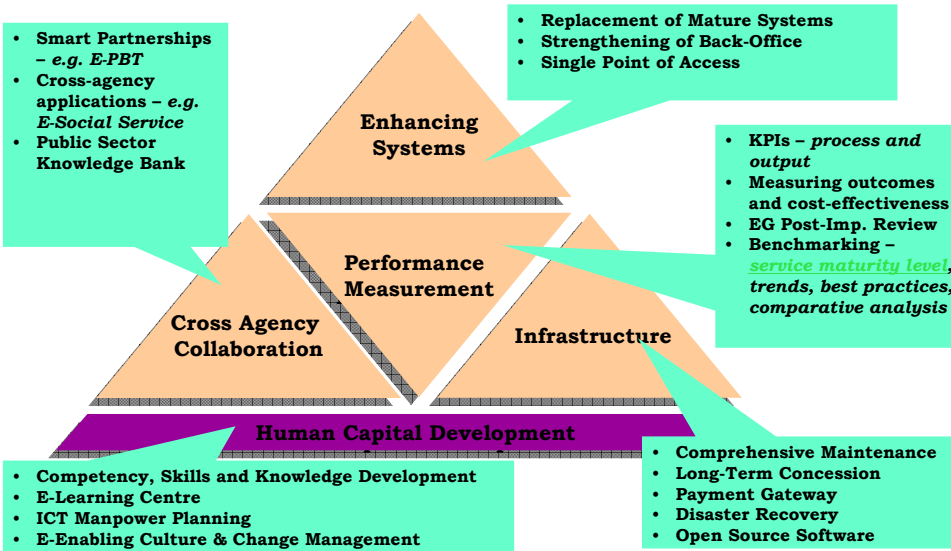 • Smart Partnerships
– e.g. E-PBT
• Cross-agency
applications – e.g.
E-Social Service
• Public Sector
Knowledge Bank
• Replacement of Mature Systems
• Strengthening of Back-Office
• Single Point of Access
Enhancing
Systems
• KPIs – process and
output
• Measuring outcomes
and cost-effectiveness
• EG Post-Imp. Review
• Benchmarking –
service maturity level,
trends, best practices,
comparative analysis
Performance
Measurement
Cross Agency
Collaboration
Infrastructure
Human Capital Development
• Competency, Skills and Knowledge Development
• E-Learning Centre
• ICT Manpower Planning
• E-Enabling Culture & Change Management
• Comprehensive Maintenance
• Long-Term Concession
• Payment Gateway
• Disaster Recovery
• Open Source Software